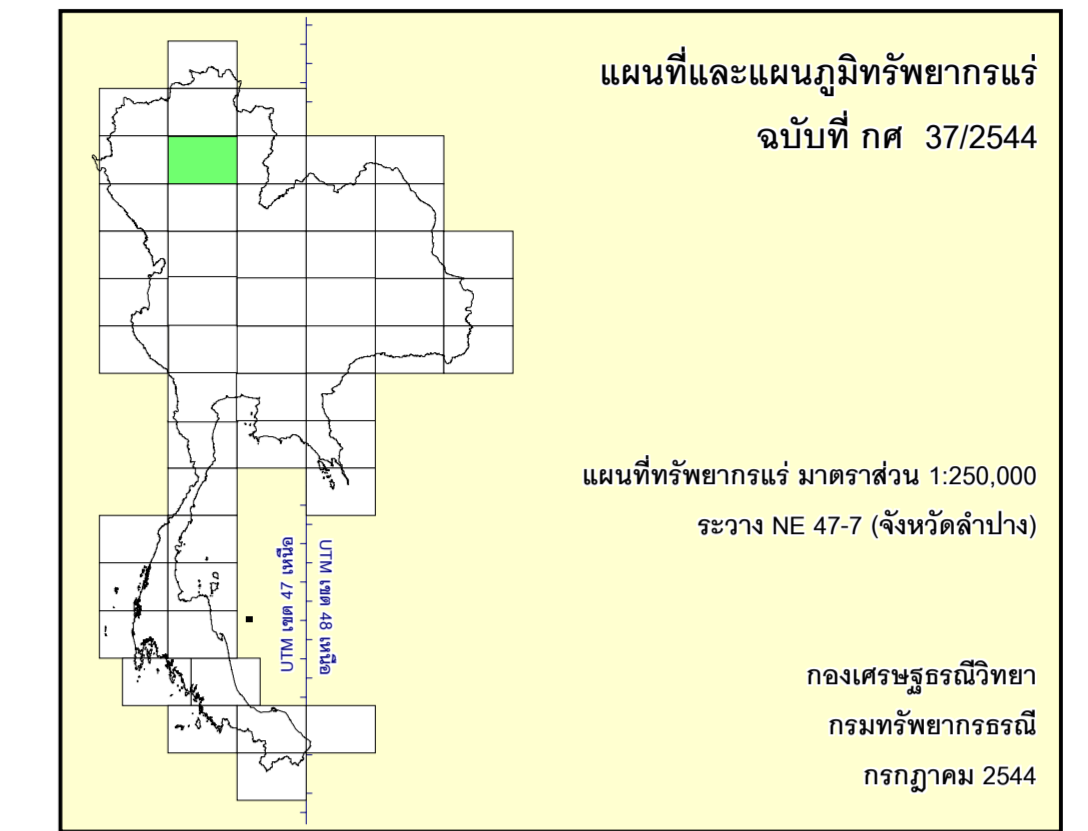 แผนที่และแผนภูมิทรัพยากรแร่
ฉบับที่ กศ 37/2544
แผนที่ทรัพยากรแร่ มาตราส่วน 1:250,000
ระวาง NE 47-7 (จังหวัดลำปาง)
UTM เขต 47 เหนือ
UTM เขต 48 เหนือ
กองเศรษฐธรณีวิทยา
กรมทรัพยากรธรณี
กรกฎาคม 2544